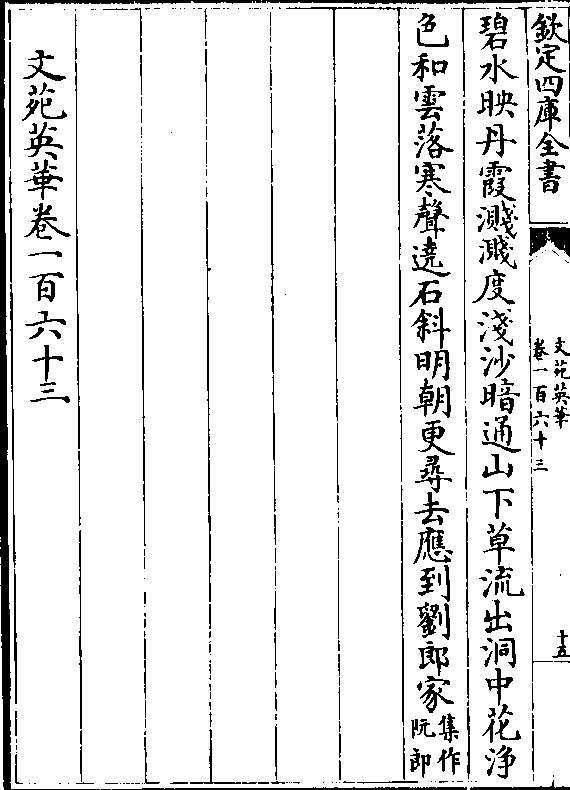 欽定四庫全書
文苑英華
卷一百六十三
十五
碧水映丹霞濺濺度淺沙暗通山下草流出洞中花浄
色和雲落寒聲遶石斜明朝更尋去應到劉郎家集作阮郎
文苑英華卷一百六十三